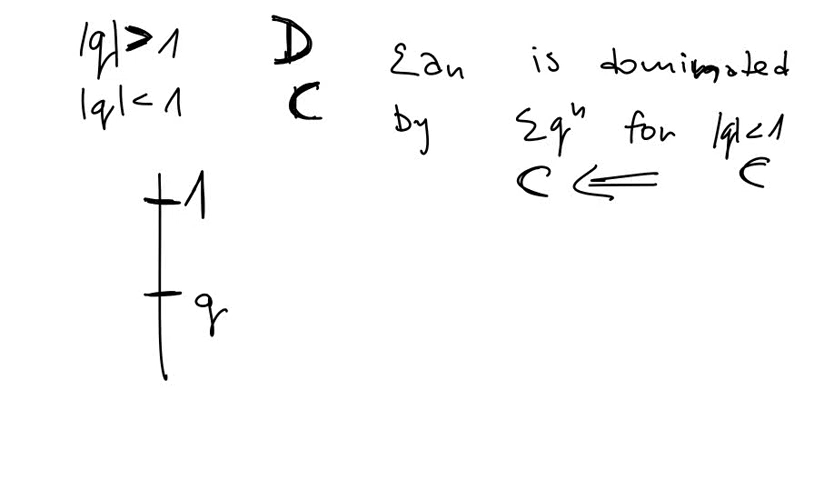 |q| > 1 D
|q| < 1 C
Σan is dominated
by Σqⁿ for |q|<1
C ⇐ C
1
q